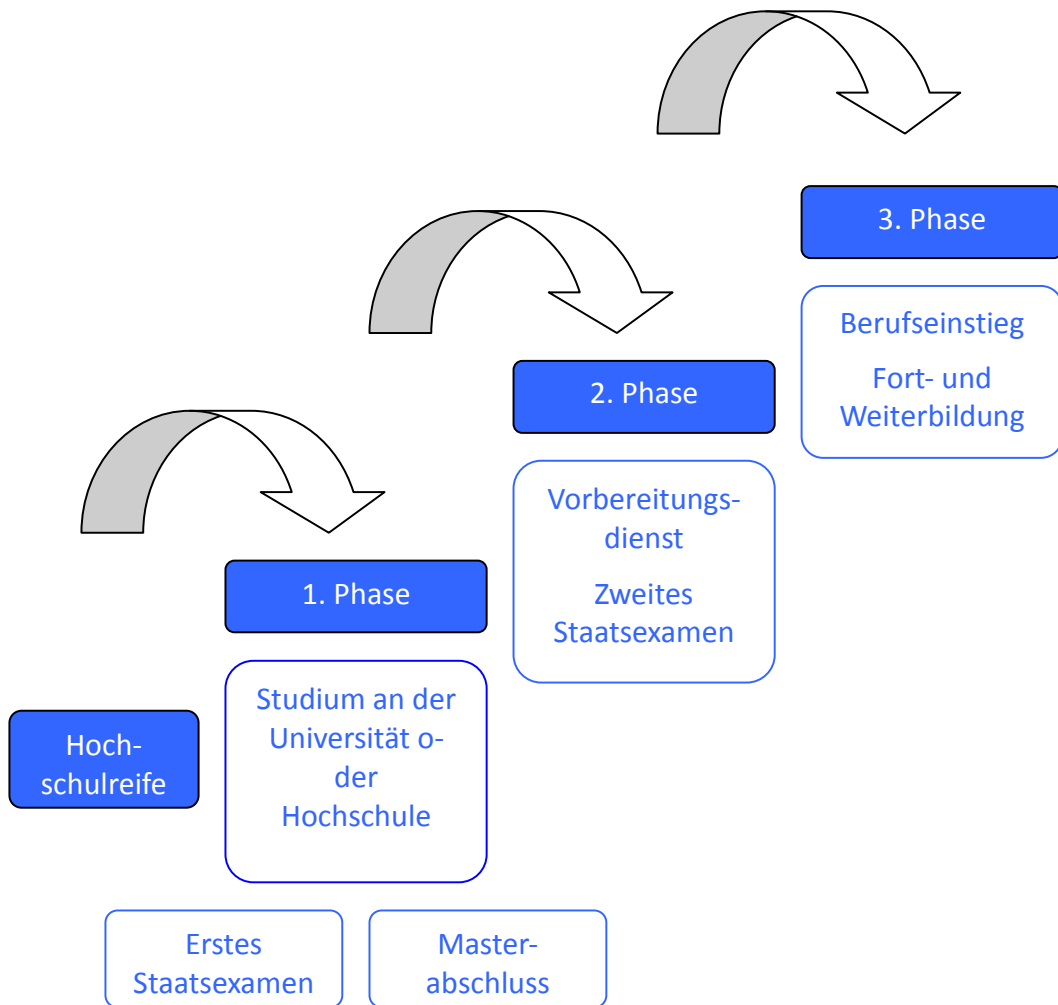 3. Phase
Berufseinstieg
Fort- und
Weiterbildung
2. Phase
Vorbereitungs-
dienst
Zweites
Staatsexamen
1. Phase
Studium an der
Universität o-
der
Hochschule
Hoch-
schulreife
Erstes
Staatsexamen
Master-
abschluss